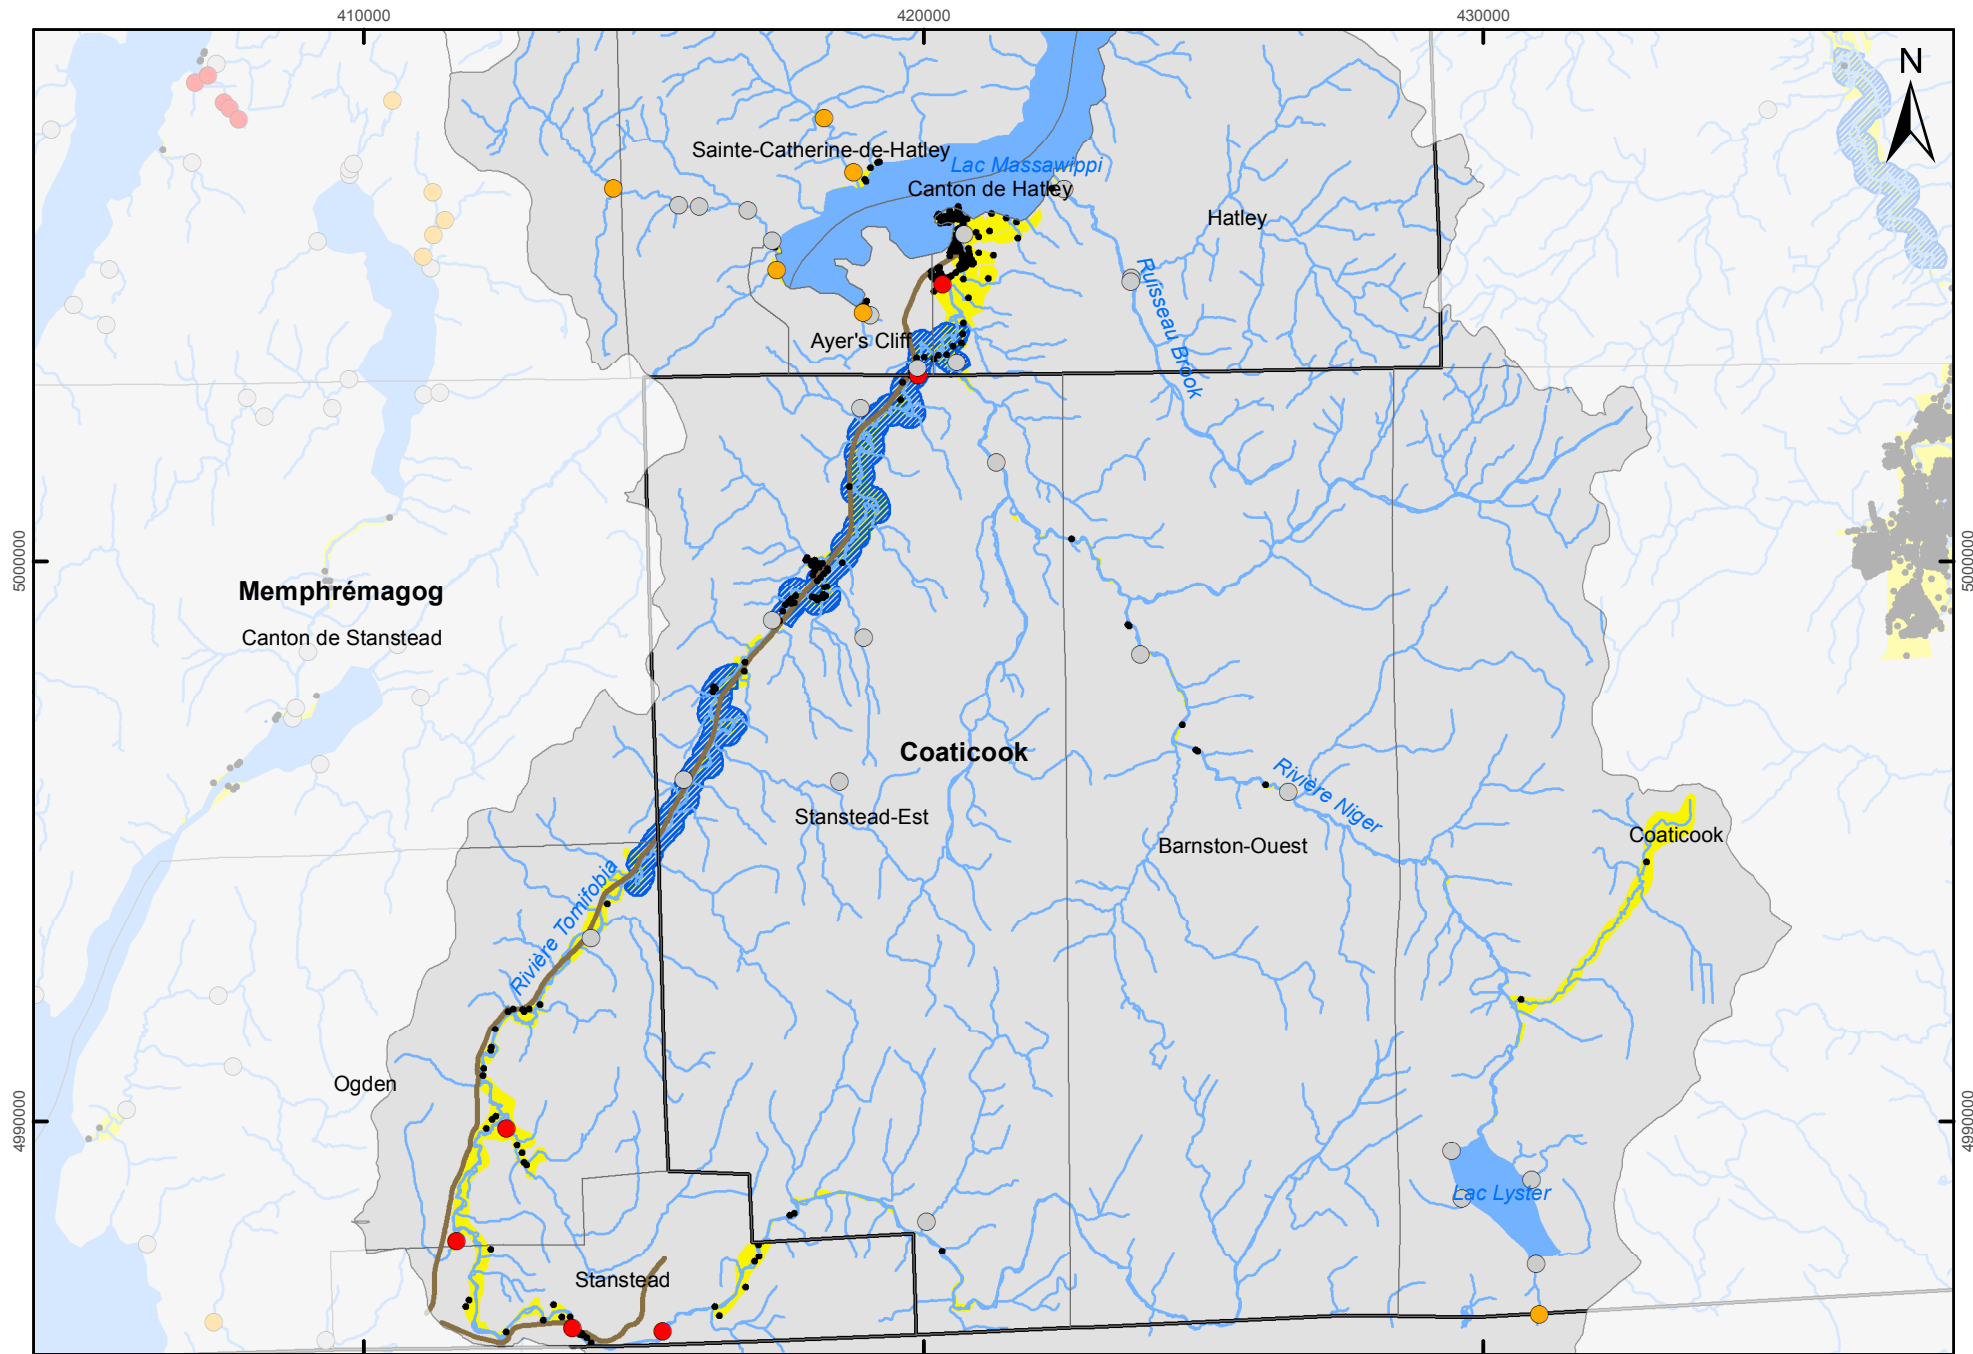 410000
420000
430000
N
Sainte-Catherine-de-Hatley
Lac Massawippi
Canton de Hatley
Hatley
Ruisseau Brook
Ayer's Cliff
5000000
5000000
Memphrémagog
Canton de Stanstead
Coaticook
Stanstead-Est
Rivière Niger
Barnston-Ouest
Coaticook
Rivière Tomifobia
Ogden
4990000
4990000
Lac Lyster
Stanstead